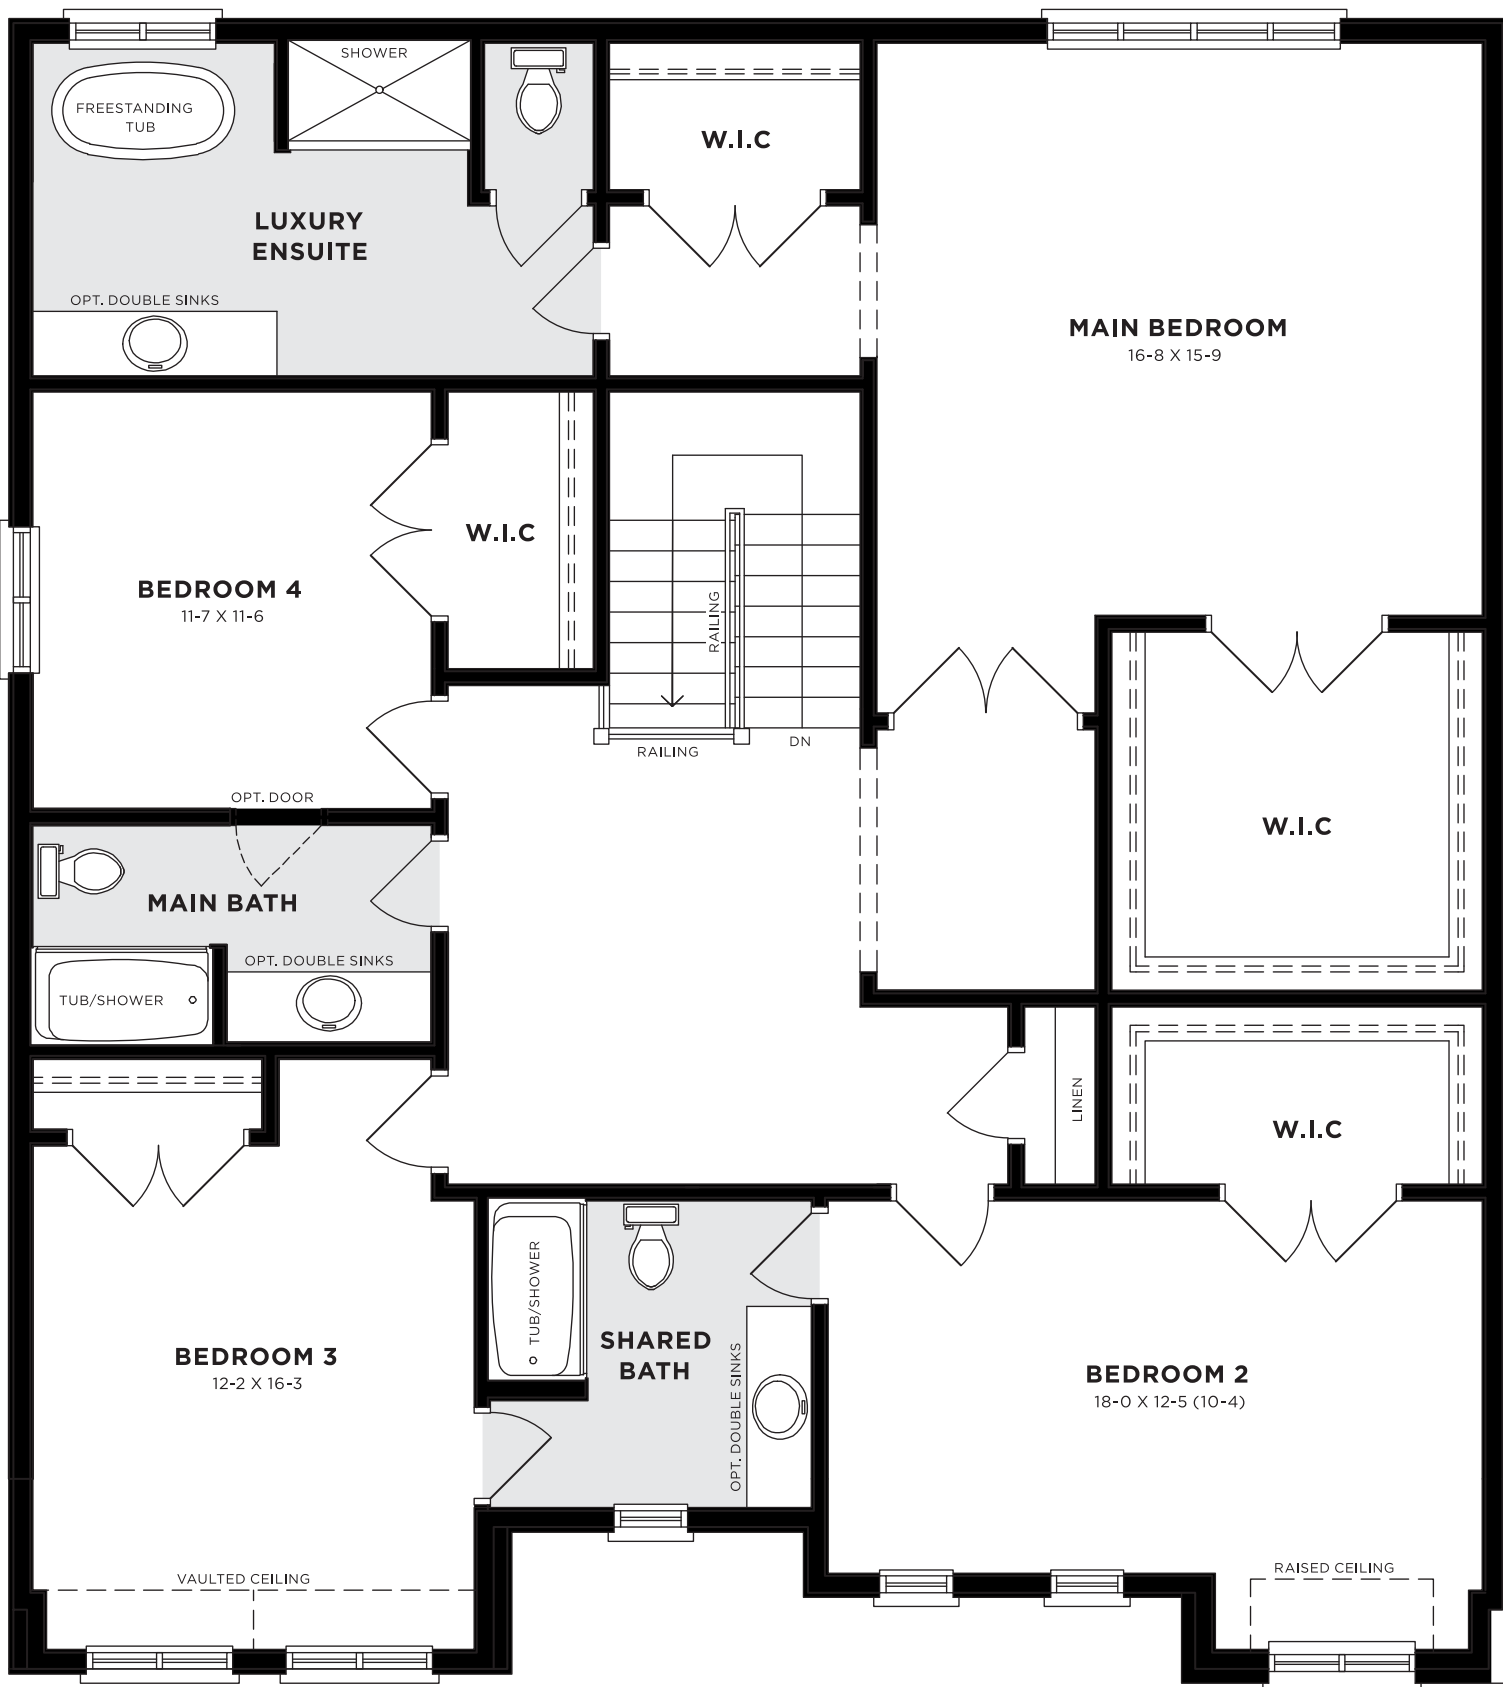 SHOWER
FREESTANDING
TUB
W.I.C
LUXURY
ENSUITE
OPT. DOUBLE SINKS
MAIN BEDROOM
16-8 X 15-9
W.I.C
BEDROOM 4
11-7 X 11-6
RAILING
RAILING
DN
OPT. DOOR
W.I.C
MAIN BATH
OPT. DOUBLE SINKS
TUB/SHOWER
LINEN
W.I.C
TUB/SHOWER
SHARED
BATH
OPT. DOUBLE SINKS
BEDROOM 3
12-2 X 16-3
BEDROOM 2
18-0 X 12-5 (10-4)
VAULTED CEILING
RAISED CEILING